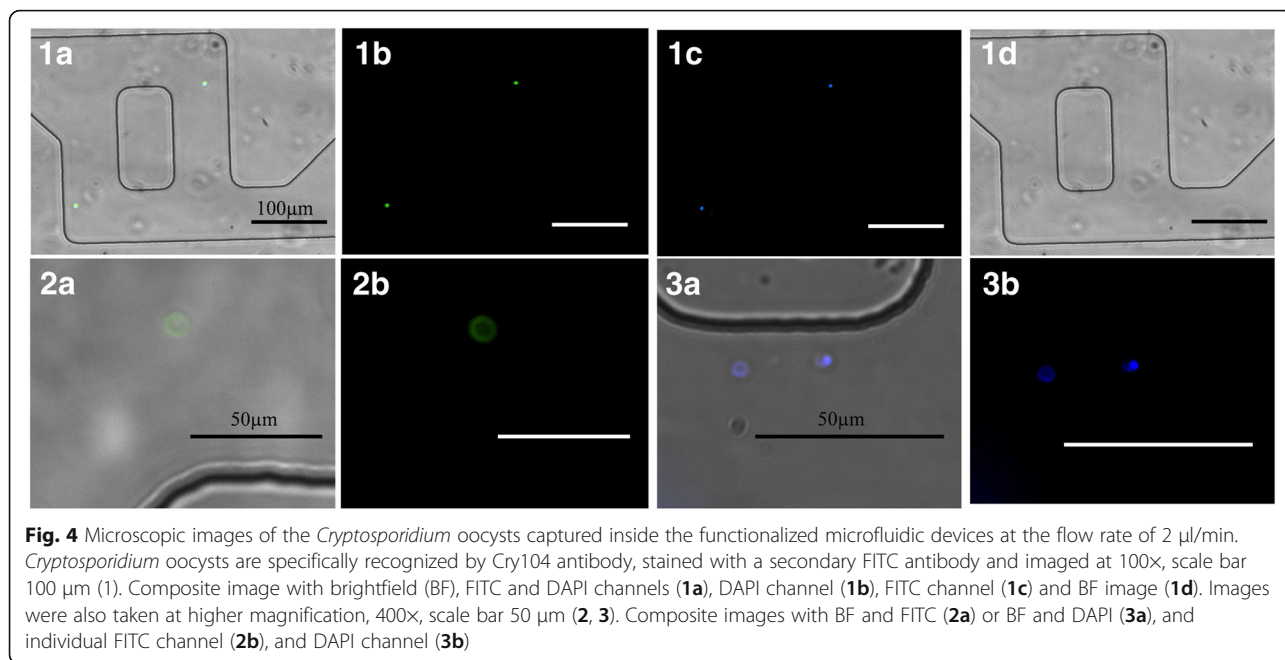 1a
1b
1c
1d
100µm
2a
2b
3a
3b
50µm
50µm
Fig. 4 Microscopic images of the Cryptosporidium oocysts captured inside the functionalized microfluidic devices at the flow rate of 2 µl/min.
Cryptosporidium oocysts are specifically recognized by Cry104 antibody, stained with a secondary FITC antibody and imaged at 100×, scale bar
100 µm (1). Composite image with brightfield (BF), FITC and DAPI channels (1a), DAPI channel (1b), FITC channel (1c) and BF image (1d). Images
were also taken at higher magnification, 400×, scale bar 50 µm (2, 3). Composite images with BF and FITC (2a) or BF and DAPI (3a), and
individual FITC channel (2b), and DAPI channel (3b)